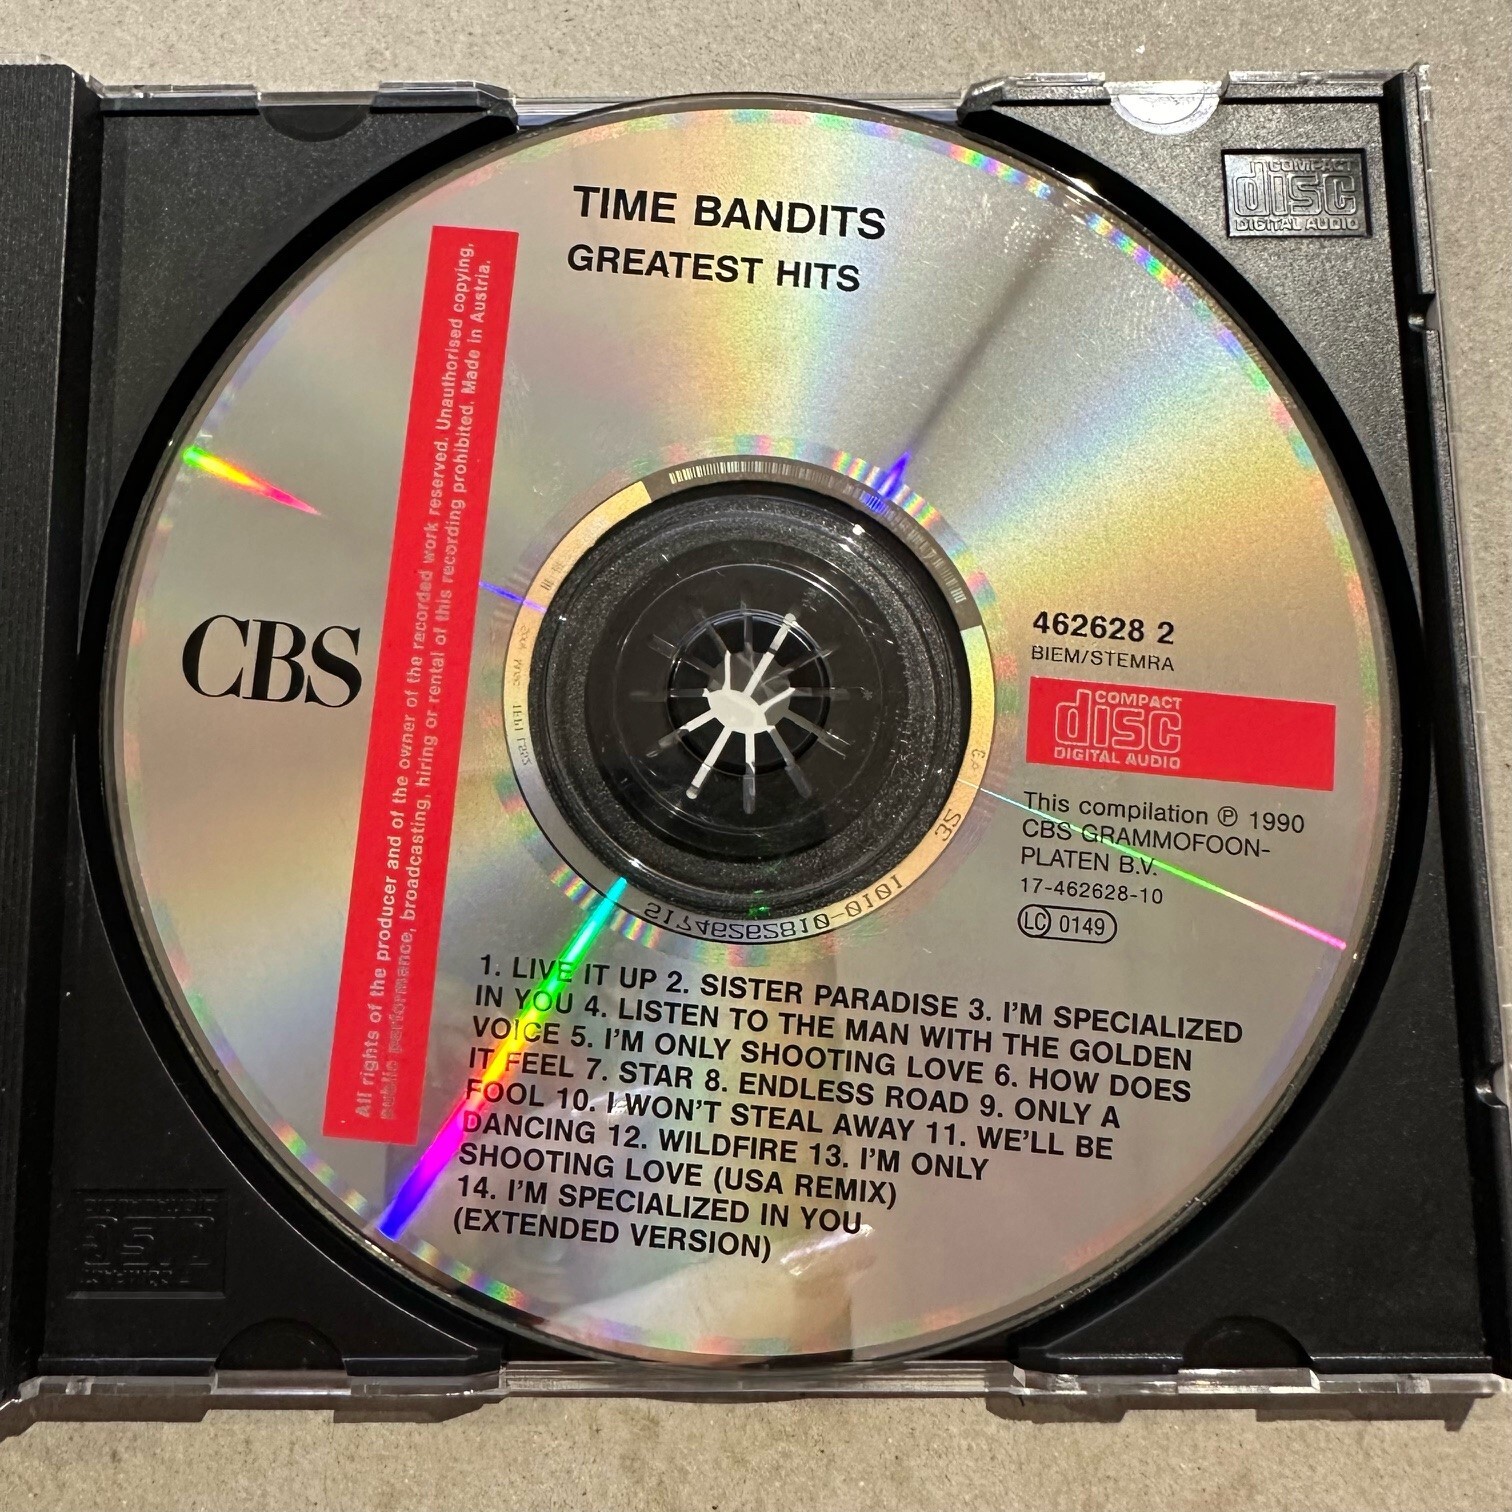 TIME BANDITS
GREATEST HITS
COMPACT
disc
DIGITAL AUDIO
All rights of the producer and of the owner of the recorded work reserved. Unauthorised copying,
public performance, broadcasting, hiring or rental of this recording prohibited. Made in Austria.
CBS
462628 2
BIEM/STEMRA
COMPACT
disc
DIGITAL AUDIO
This compilation ℗ 1990
CBS GRAMMOFOON-
PLATEN B.V.
17-462628-10
LC 0149
S1746262810-0101
1. LIVE IT UP 2. SISTER PARADISE 3. I'M SPECIALIZED
IN YOU 4. LISTEN TO THE MAN WITH THE GOLDEN
VOICE 5. I'M ONLY SHOOTING LOVE 6. HOW DOES
IT FEEL 7. STAR 8. ENDLESS ROAD 9. ONLY A
FOOL 10. I WON'T STEAL AWAY 11. WE'LL BE
DANCING 12. WILDFIRE 13. I'M ONLY
SHOOTING LOVE (USA REMIX)
14. I'M SPECIALIZED IN YOU
(EXTENDED VERSION)